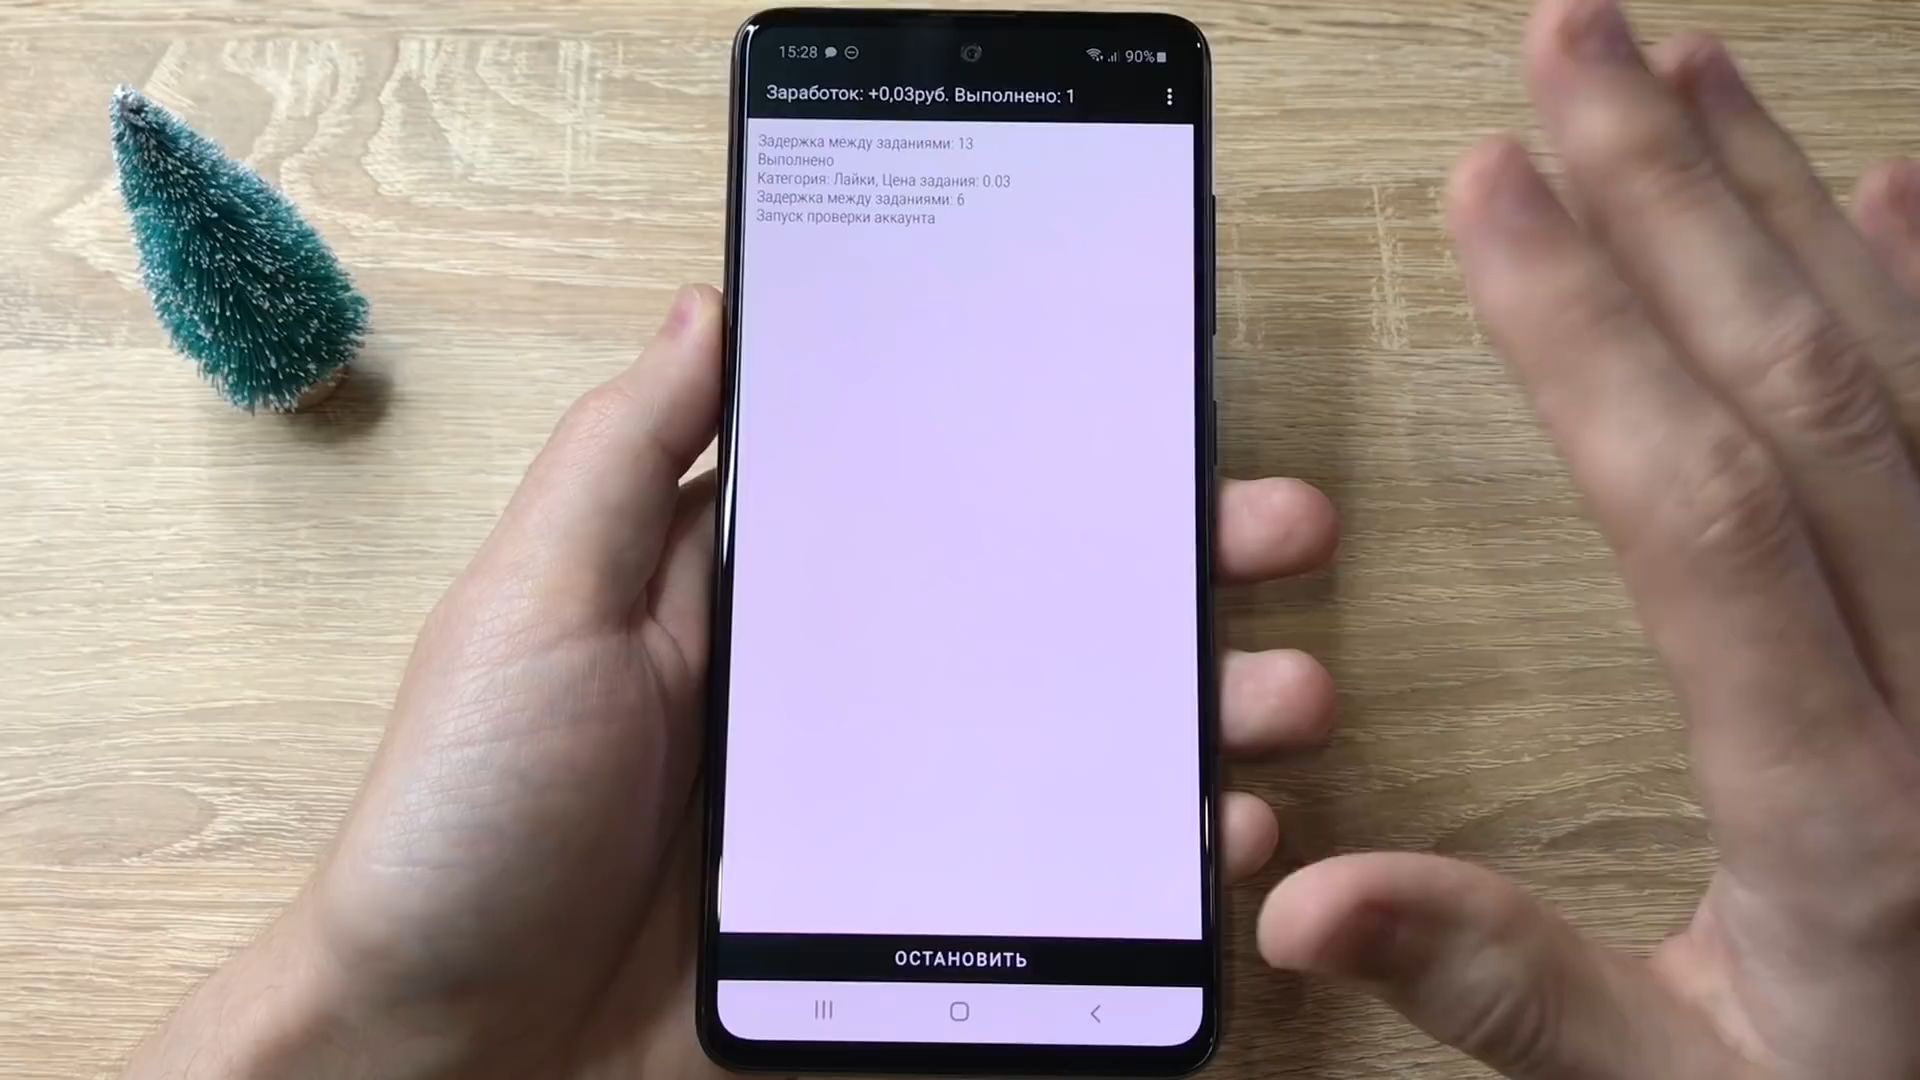 15:28 90%
Заработок: +0,03руб. Выполнено: 1
Задержка между заданиями: 13
Выполнено
Категория: Лайки, Цена задания: 0.03
Задержка между заданиями: 6
Запуск проверки аккаунта
ОСТАНОВИТЬ